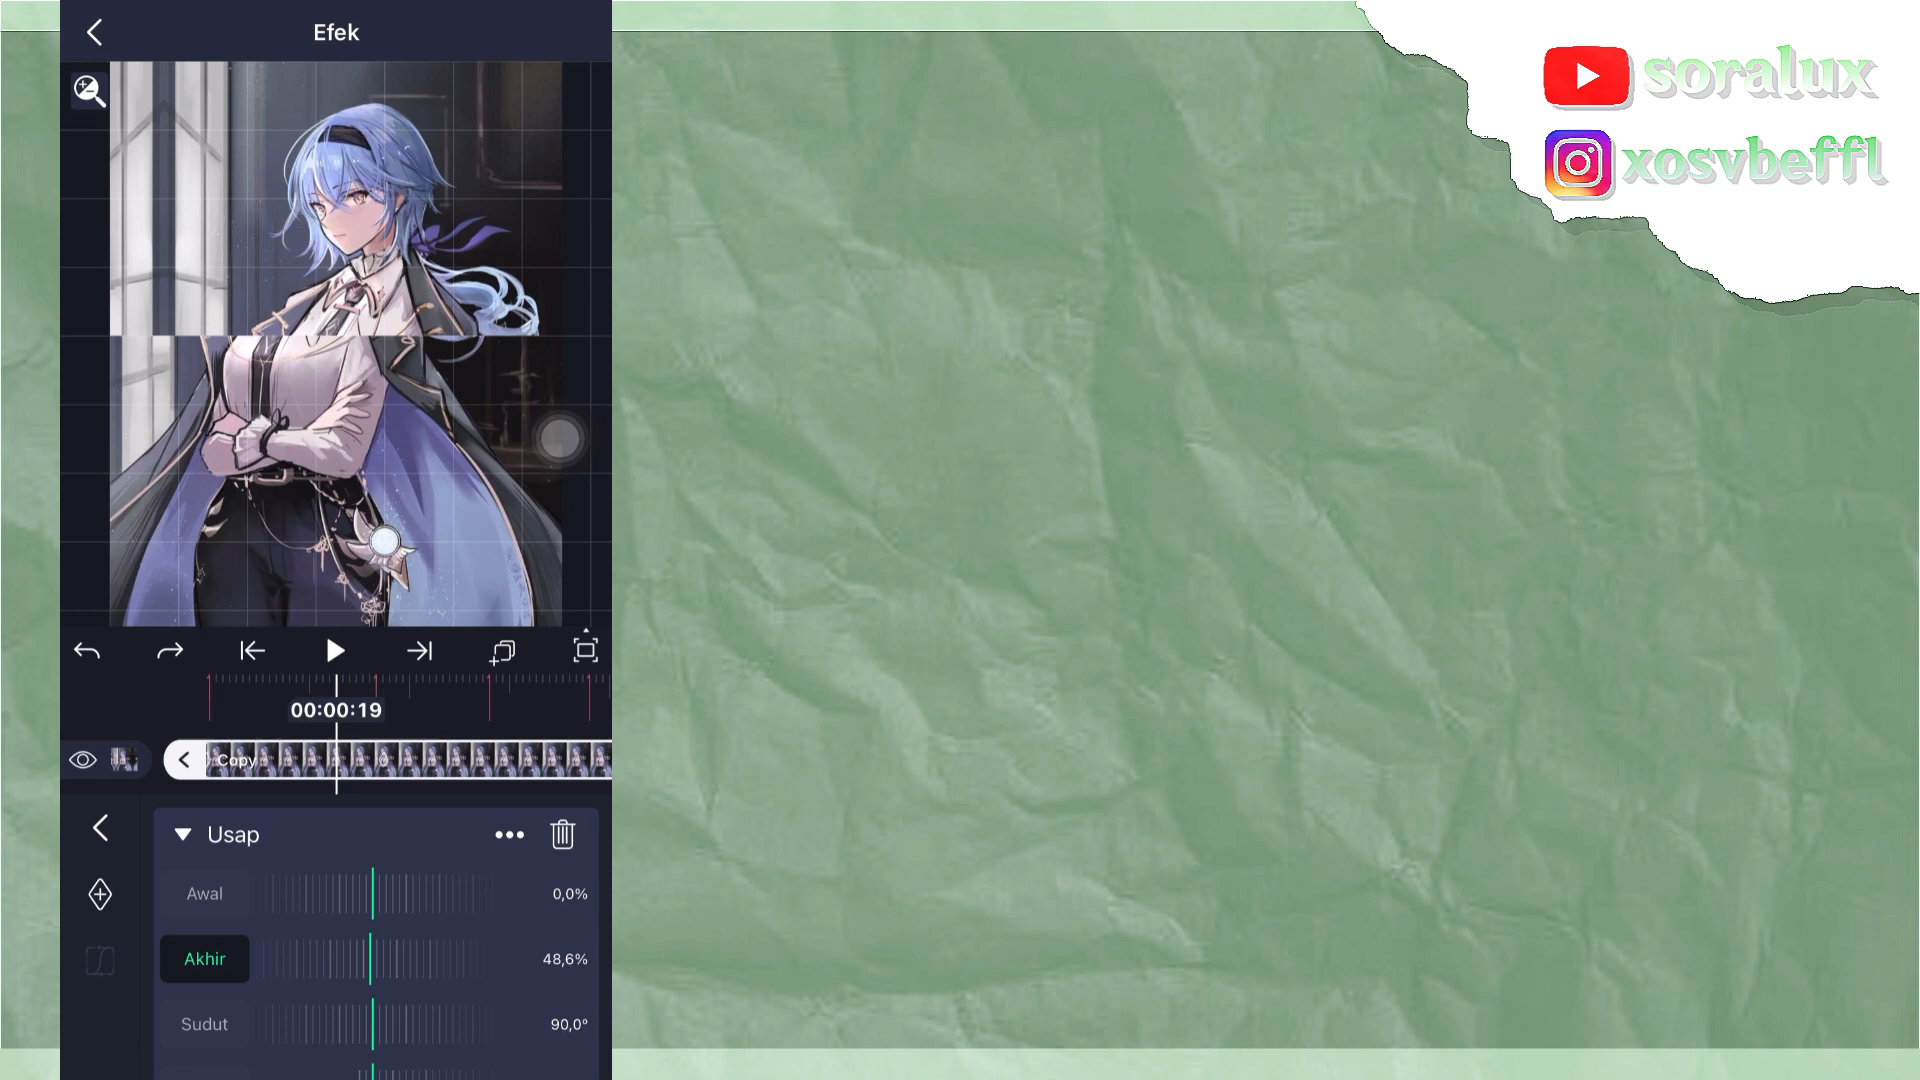 Efek
soralux
xosvbeffl
00:00:19
Copy
Usap
Awal 0,0%
Akhir 48,6%
Sudut 90,0°